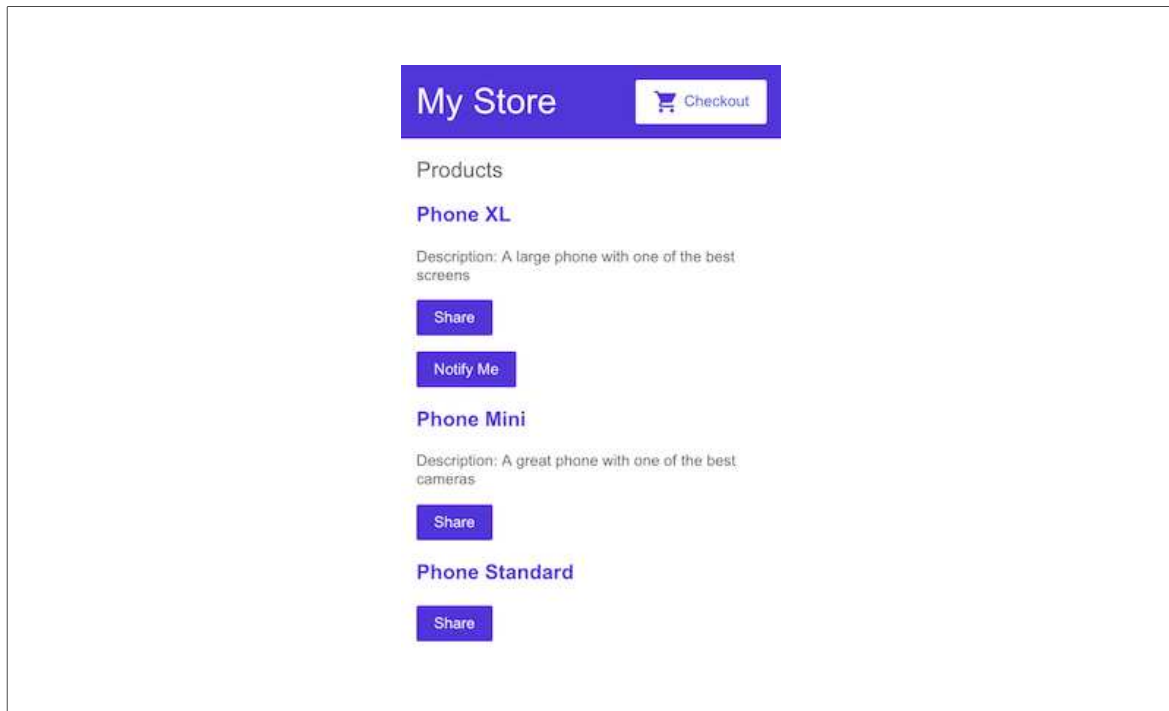 My Store
Checkout
Products
Phone XL
Description: A large phone with one of the best
screens
Share
Notify Me
Phone Mini
Description: A great phone with one of the best
cameras
Share
Phone Standard
Share